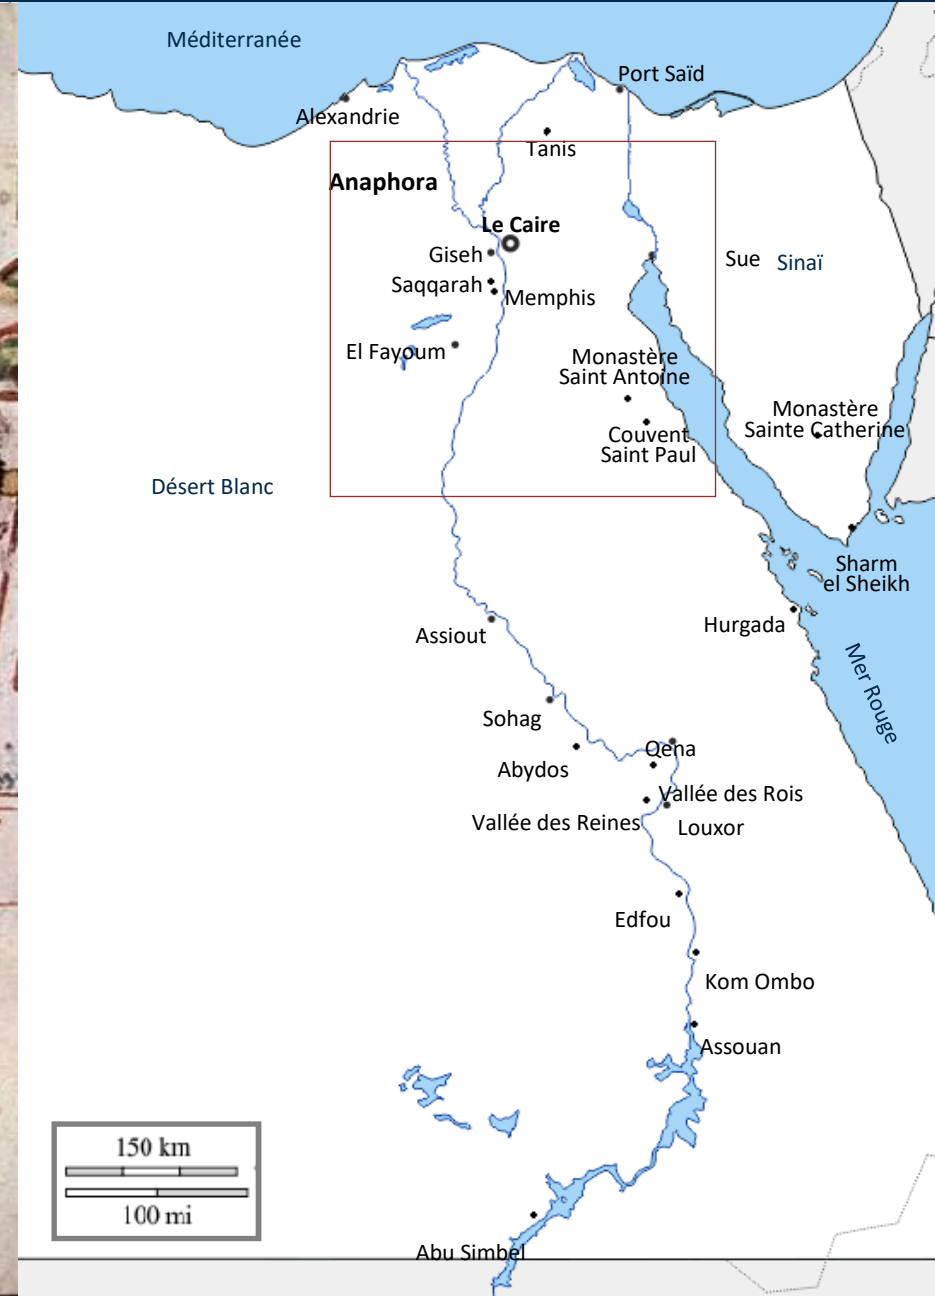 Méditerranée
Port Saïd
Alexandrie
Tanis
Anaphora
Le Caire
Giseh
Sue
Sinaï
Saqqarah
Memphis
El Fayoum
Monastère
Saint Antoine
Monastère
Sainte Catherine
Couvent
Saint Paul
Désert Blanc
Sharm
el Sheikh
Hurgada
Assiout
Mer Rouge
Sohag
Qena
Abydos
Vallée des Rois
Vallée des Reines
Louxor
Edfou
Kom Ombo
Assouan
150 km
100 mi
Abu Simbel